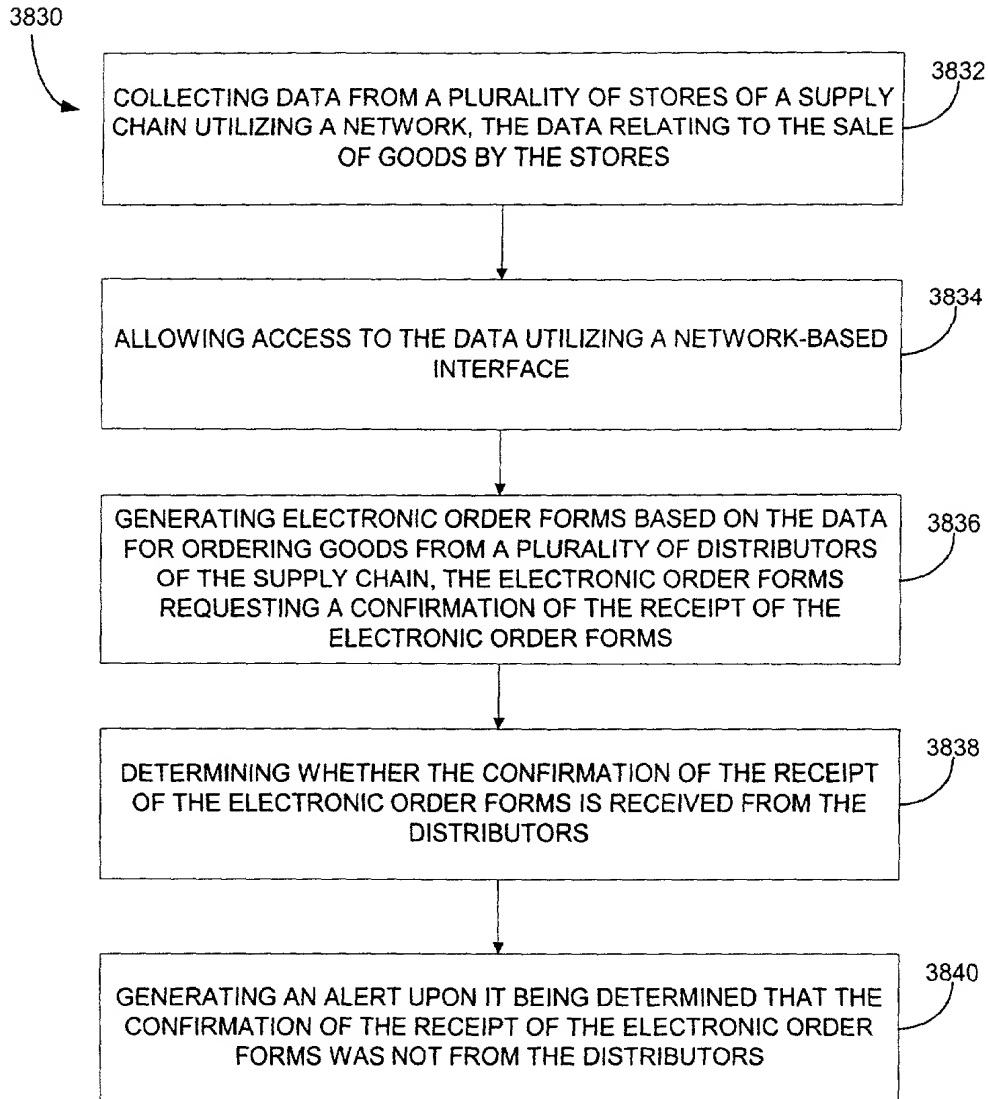 3830
COLLECTING DATA FROM A PLURALITY OF STORES OF A SUPPLY
CHAIN UTILIZING A NETWORK, THE DATA RELATING TO THE SALE
OF GOODS BY THE STORES
3832
ALLOWING ACCESS TO THE DATA UTILIZING A NETWORK-BASED
INTERFACE
3834
GENERATING ELECTRONIC ORDER FORMS BASED ON THE DATA
FOR ORDERING GOODS FROM A PLURALITY OF DISTRIBUTORS
OF THE SUPPLY CHAIN, THE ELECTRONIC ORDER FORMS
REQUESTING A CONFIRMATION OF THE RECEIPT OF THE
ELECTRONIC ORDER FORMS
3836
DETERMINING WHETHER THE CONFIRMATION OF THE RECEIPT
OF THE ELECTRONIC ORDER FORMS IS RECEIVED FROM THE
DISTRIBUTORS
3838
GENERATING AN ALERT UPON IT BEING DETERMINED THAT THE
CONFIRMATION OF THE RECEIPT OF THE ELECTRONIC ORDER
FORMS WAS NOT FROM THE DISTRIBUTORS
3840